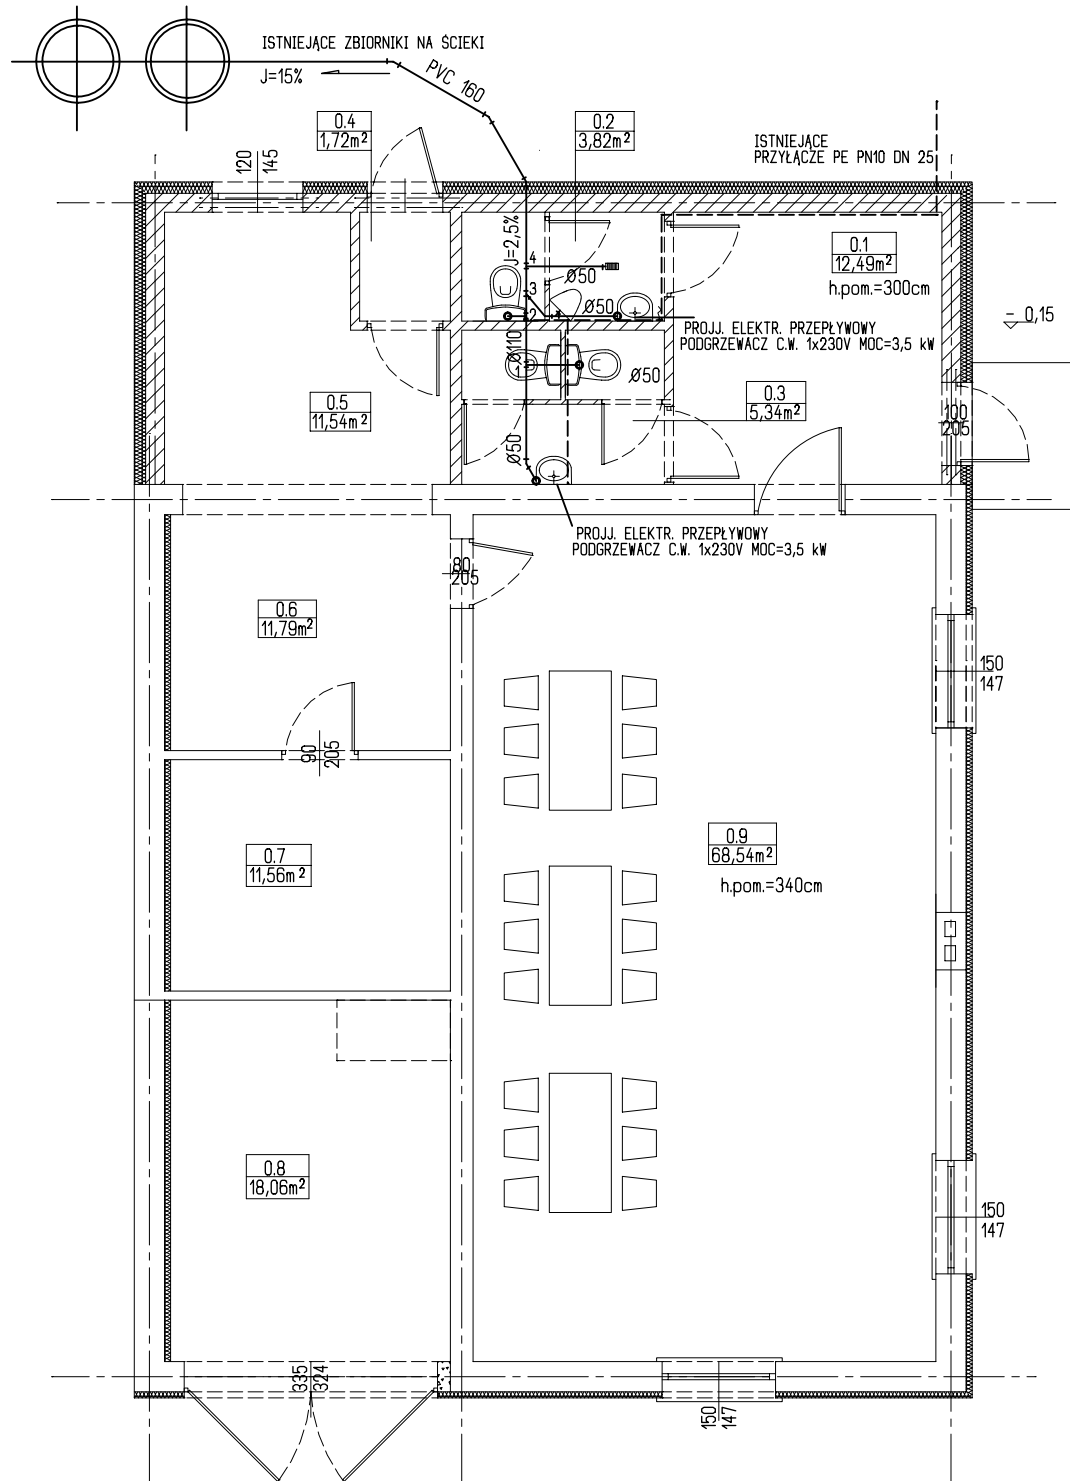 ISTNIEJĄCE ZBIORNIKI NA ŚCIEKI
J=15%
PVC 160
0.4
1,72m²
0.2
3,82m²
ISTNIEJĄCE
PRZYŁĄCZE PE PN10 DN 25
120
145
J=2,5%
4
Ø50
3
Ø50
2
0.1
12,49m²
h.pom.=300cm
- 0,15
PROJJ. ELEKTR. PRZEPŁYWOWY
PODGRZEWACZ C.W. 1x230V MOC=3,5 kW
Ø110
1
Ø50
0.3
5,34m²
0.5
11,54m²
100
205
Ø50
PROJJ. ELEKTR. PRZEPŁYWOWY
PODGRZEWACZ C.W. 1x230V MOC=3,5 kW
80
205
0.6
11,79m²
150
147
90
205
0.7
11,56m²
0.9
68,54m²
h.pom.=340cm
0.8
18,06m²
150
147
335
324
150
147